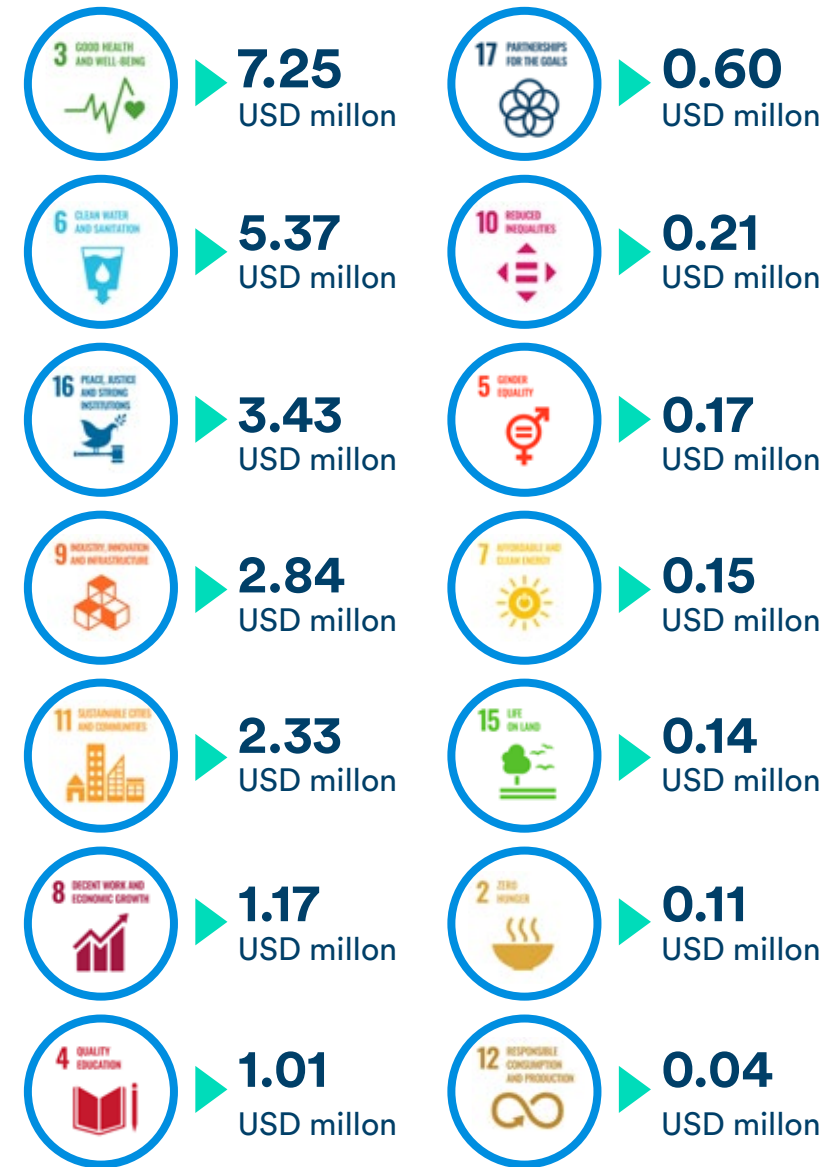 3 GOOD HEALTH
AND WELL-BEING
7.25
USD millon
6 CLEAN WATER
AND SANITATION
5.37
USD millon
16 PEACE, JUSTICE
AND STRONG
INSTITUTIONS
3.43
USD millon
9 INDUSTRY, INNOVATION
AND INFRASTRUCTURE
2.84
USD millon
11 SUSTAINABLE CITIES
AND COMMUNITIES
2.33
USD millon
8 DECENT WORK AND
ECONOMIC GROWTH
1.17
USD millon
4 QUALITY
EDUCATION
1.01
USD millon
17 PARTNERSHIPS
FOR THE GOALS
0.60
USD millon
10 REDUCED
INEQUALITIES
0.21
USD millon
5 GENDER
EQUALITY
0.17
USD millon
7 AFFORDABLE AND
CLEAN ENERGY
0.15
USD millon
15 LIFE
ON LAND
0.14
USD millon
2 ZERO
HUNGER
0.11
USD millon
12 RESPONSIBLE
CONSUMPTION
AND PRODUCTION
0.04
USD millon